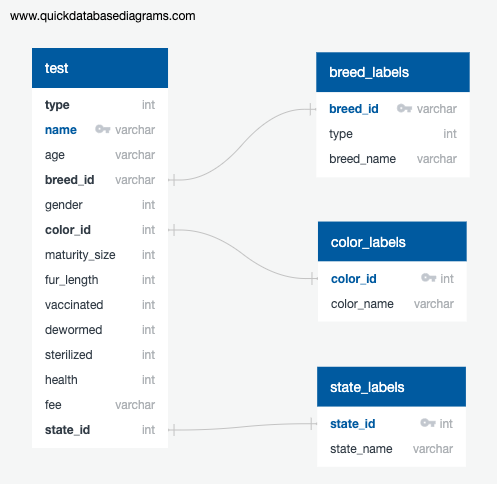 www.quickdatabasediagrams.com
test
type int
name varchar
age varchar
breed_id varchar
gender int
color_id int
maturity_size int
fur_length int
vaccinated int
dewormed int
sterilized int
health int
fee varchar
state_id int
breed_labels
breed_id varchar
type int
breed_name varchar
color_labels
color_id int
color_name varchar
state_labels
state_id int
state_name varchar